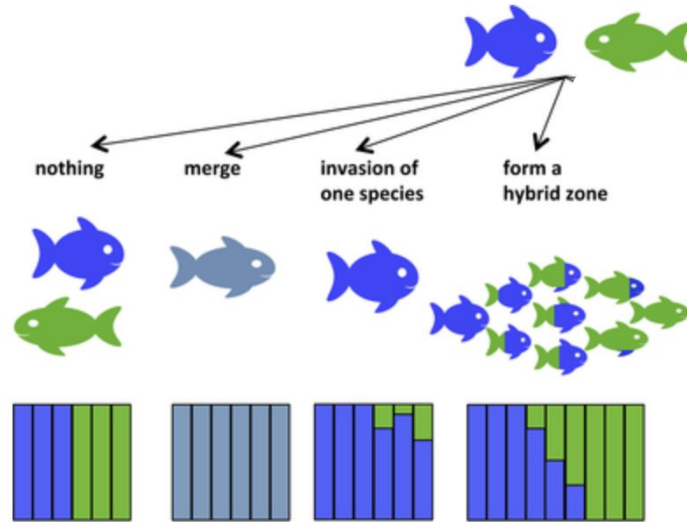 nothing
merge
invasion of
one species
form a
hybrid zone